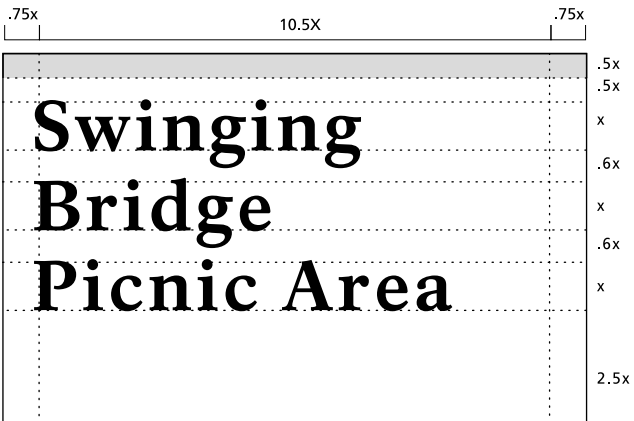 .75x 10.5X .75x
.5x
.5x
Swinging x
.6x
Bridge x
.6x
Picnic Area x
2.5x